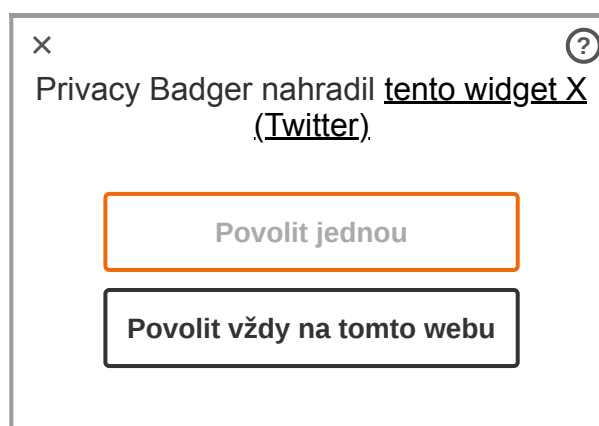 ×
?
Privacy Badger nahradil tento widget X
(Twitter)
Povolit jednou
Povolit vždy na tomto webu